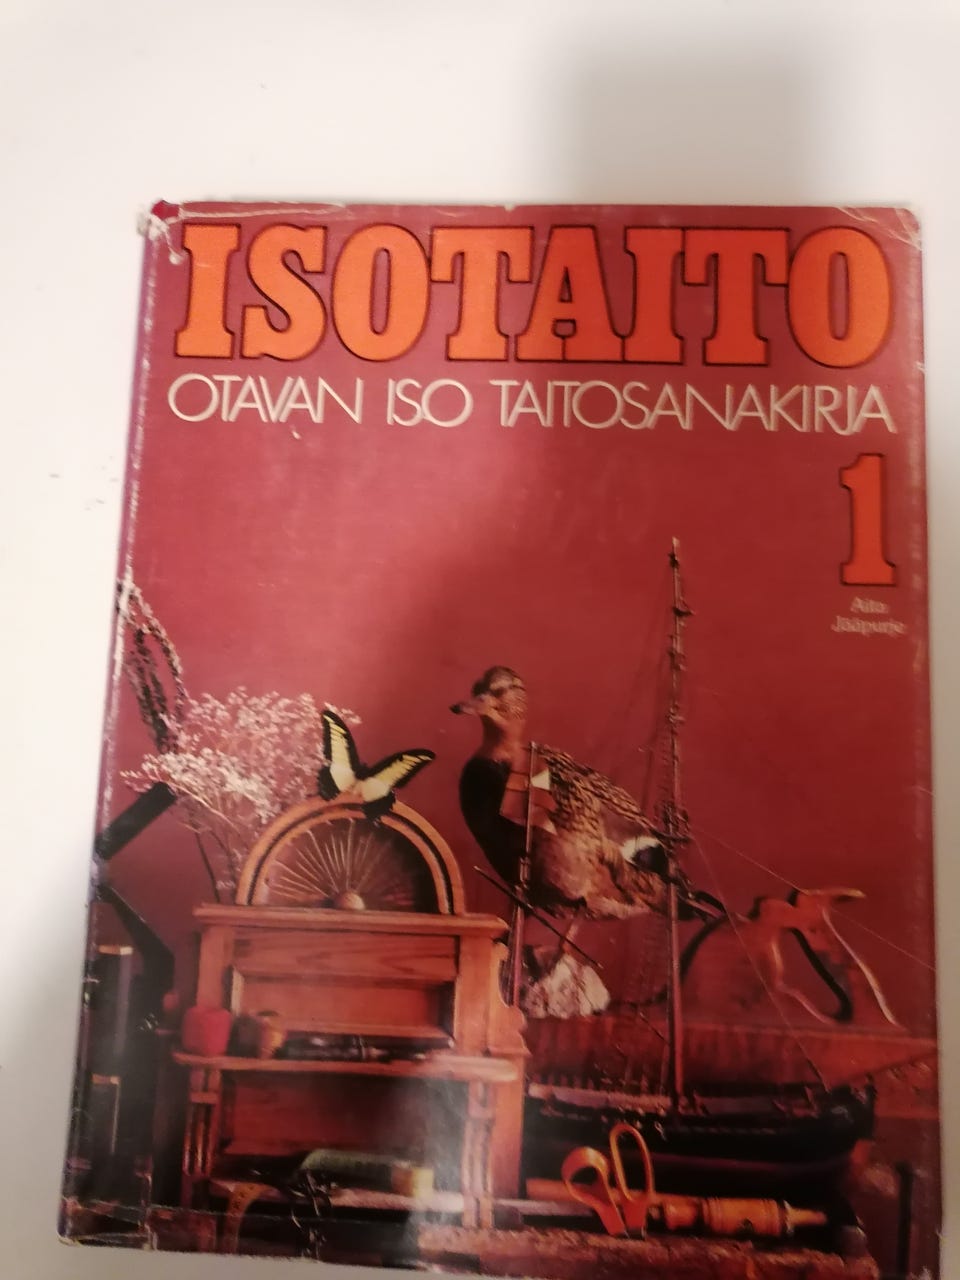 ISOTAITO
OTAVAN ISO TAITOSANAKIRJA
1
Aita
Jääpurje